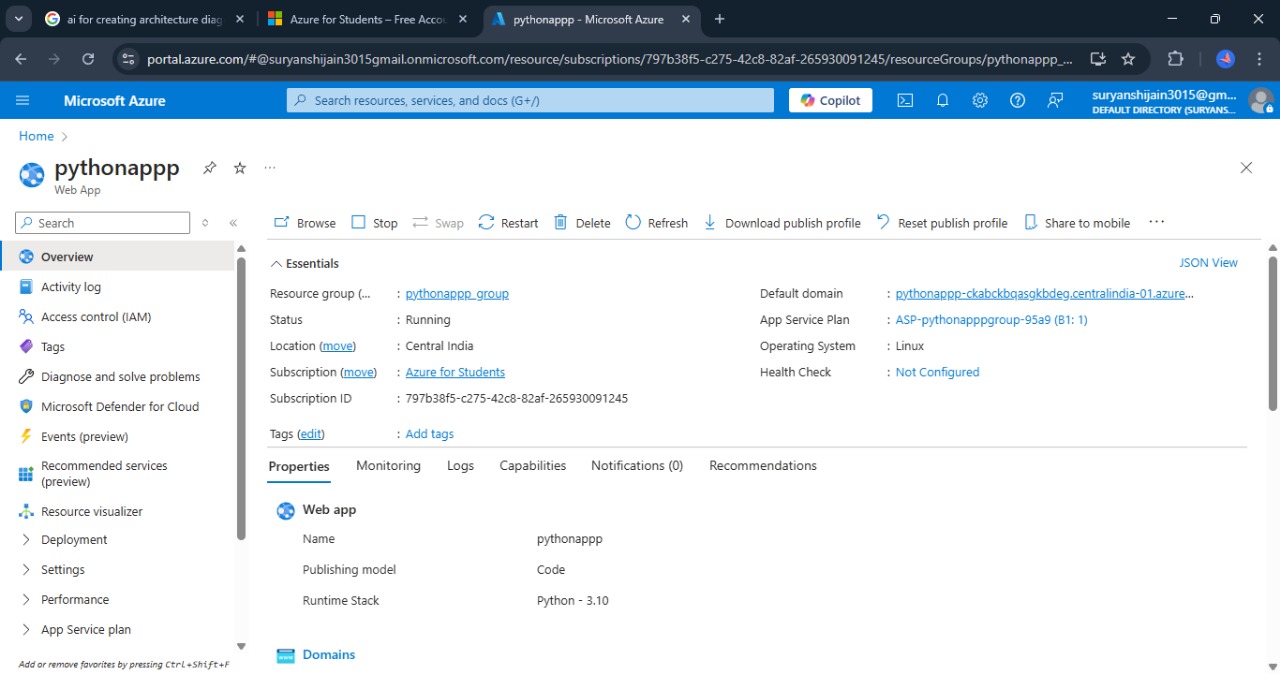 ai for creating architecture diag
Azure for Students – Free Accou
pythonappp - Microsoft Azure
portal.azure.com/#@suryanshijain3015gmail.onmicrosoft.com/resource/subscriptions/797b38f5-c275-42c8-82af-265930091245/resourceGroups/pythonappp_...
Microsoft Azure
Search resources, services, and docs (G+/)
Copilot
suryanshijain3015@gm...
DEFAULT DIRECTORY (SURYANS...
Home
pythonappp
Web App
Search
Browse
Stop
Swap
Restart
Delete
Refresh
Download publish profile
Reset publish profile
Share to mobile
Overview
Activity log
Access control (IAM)
Tags
Diagnose and solve problems
Microsoft Defender for Cloud
Events (preview)
Recommended services
(preview)
Resource visualizer
Deployment
Settings
Performance
App Service plan
Add or remove favorites by pressing Ctrl+Shift+F
Essentials
JSON View
Resource group (... : pythonappp_group
Status : Running
Location (move) : Central India
Subscription (move) : Azure for Students
Subscription ID : 797b38f5-c275-42c8-82af-265930091245
Default domain : pythonappp-ckabckbqasgkbdeg.centralindia-01.azure...
App Service Plan : ASP-pythonapppgroup-95a9 (B1: 1)
Operating System : Linux
Health Check : Not Configured
Tags (edit) : Add tags
Properties
Monitoring
Logs
Capabilities
Notifications (0)
Recommendations
Web app
Name pythonappp
Publishing model Code
Runtime Stack Python - 3.10
Domains